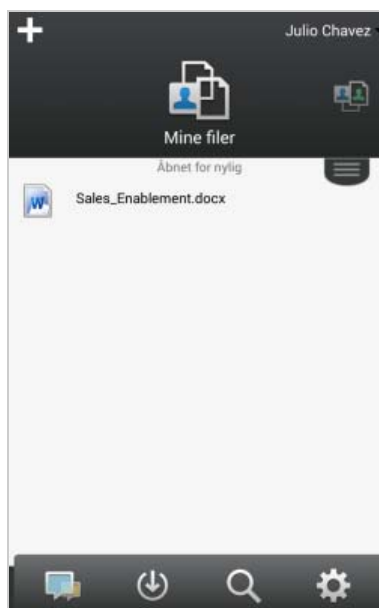 Julio Chavez
Mine filer
Åbnet for nylig
W
Sales_Enablement.docx